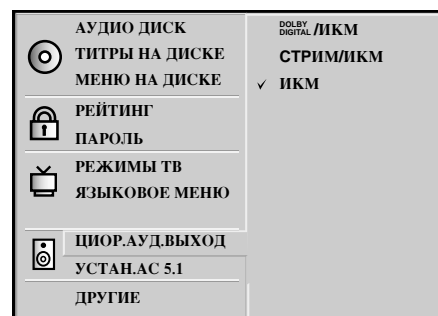 АУДИО ДИСК
ТИТРЫ НА ДИСКЕ
МЕНЮ НА ДИСКЕ
РЕЙТИНГ
ПАРОЛЬ
РЕЖИМЫ ТВ
ЯЗЫКОВОЕ МЕНЮ
ЦИОР.АУД.ВЫХОД
УСТАН.АС 5.1
ДРУГИЕ
DOLBY DIGITAL /ИКМ
СТРИМ/ИКМ
✓ ИКМ